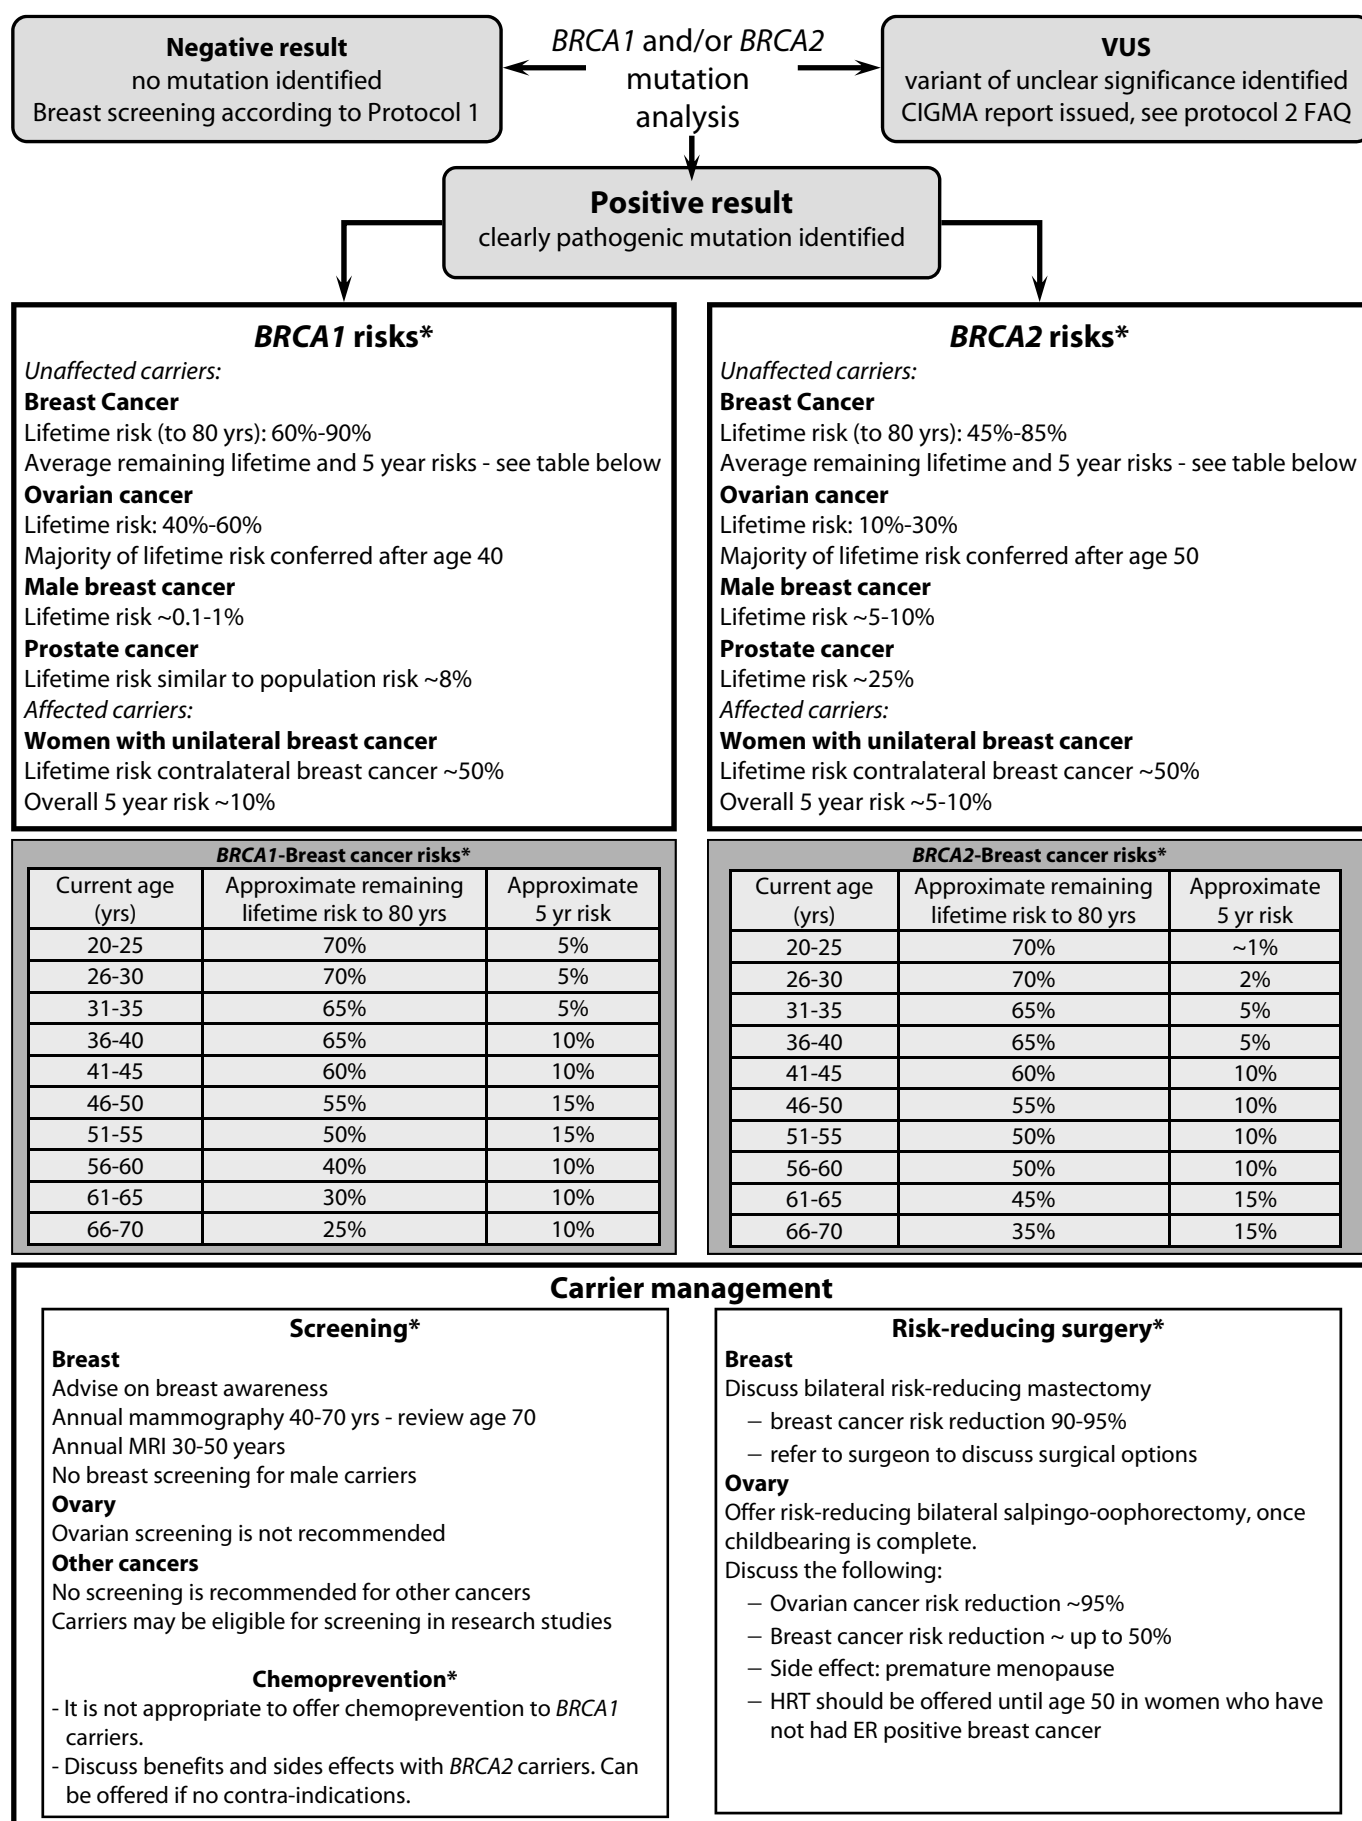 Negative result
no mutation identified
Breast screening according to Protocol 1
BRCA1 and/or BRCA2
mutation
analysis
VUS
variant of unclear significance identified
CIGMA report issued, see protocol 2 FAQ
Positive result
clearly pathogenic mutation identified
BRCA1 risks*
Unaffected carriers:
Breast Cancer
Lifetime risk (to 80 yrs): 60%-90%
Average remaining lifetime and 5 year risks - see table below
Ovarian cancer
Lifetime risk: 40%-60%
Majority of lifetime risk conferred after age 40
Male breast cancer
Lifetime risk ~0.1-1%
Prostate cancer
Lifetime risk similar to population risk ~8%
Affected carriers:
Women with unilateral breast cancer
Lifetime risk contralateral breast cancer ~50%
Overall 5 year risk ~10%
BRCA2 risks*
Unaffected carriers:
Breast Cancer
Lifetime risk (to 80 yrs): 45%-85%
Average remaining lifetime and 5 year risks - see table below
Ovarian cancer
Lifetime risk: 10%-30%
Majority of lifetime risk conferred after age 50
Male breast cancer
Lifetime risk ~5-10%
Prostate cancer
Lifetime risk ~25%
Affected carriers:
Women with unilateral breast cancer
Lifetime risk contralateral breast cancer ~50%
Overall 5 year risk ~5-10%
BRCA1-Breast cancer risks*
Current age Approximate remaining Approximate
(yrs) lifetime risk to 80 yrs 5 yr risk
20-25 70% 5%
26-30 70% 5%
31-35 65% 5%
36-40 65% 10%
41-45 60% 10%
46-50 55% 15%
51-55 50% 15%
56-60 40% 10%
61-65 30% 10%
66-70 25% 10%
BRCA2-Breast cancer risks*
Current age Approximate remaining Approximate
(yrs) lifetime risk to 80 yrs 5 yr risk
20-25 70% ~1%
26-30 70% 2%
31-35 65% 5%
36-40 65% 5%
41-45 60% 10%
46-50 55% 10%
51-55 50% 10%
56-60 50% 10%
61-65 45% 15%
66-70 35% 15%
Carrier management
Screening*
Breast
Advise on breast awareness
Annual mammography 40-70 yrs - review age 70
Annual MRI 30-50 years
No breast screening for male carriers
Ovary
Ovarian screening is not recommended
Other cancers
No screening is recommended for other cancers
Carriers may be eligible for screening in research studies
Chemoprevention*
- It is not appropriate to offer chemoprevention to BRCA1
carriers.
- Discuss benefits and sides effects with BRCA2 carriers. Can
be offered if no contra-indications.
Risk-reducing surgery*
Breast
Discuss bilateral risk-reducing mastectomy
– breast cancer risk reduction 90-95%
– refer to surgeon to discuss surgical options
Ovary
Offer risk-reducing bilateral salpingo-oophorectomy, once
childbearing is complete.
Discuss the following:
– Ovarian cancer risk reduction ~95%
– Breast cancer risk reduction ~ up to 50%
– Side effect: premature menopause
– HRT should be offered until age 50 in women who have
not had ER positive breast cancer